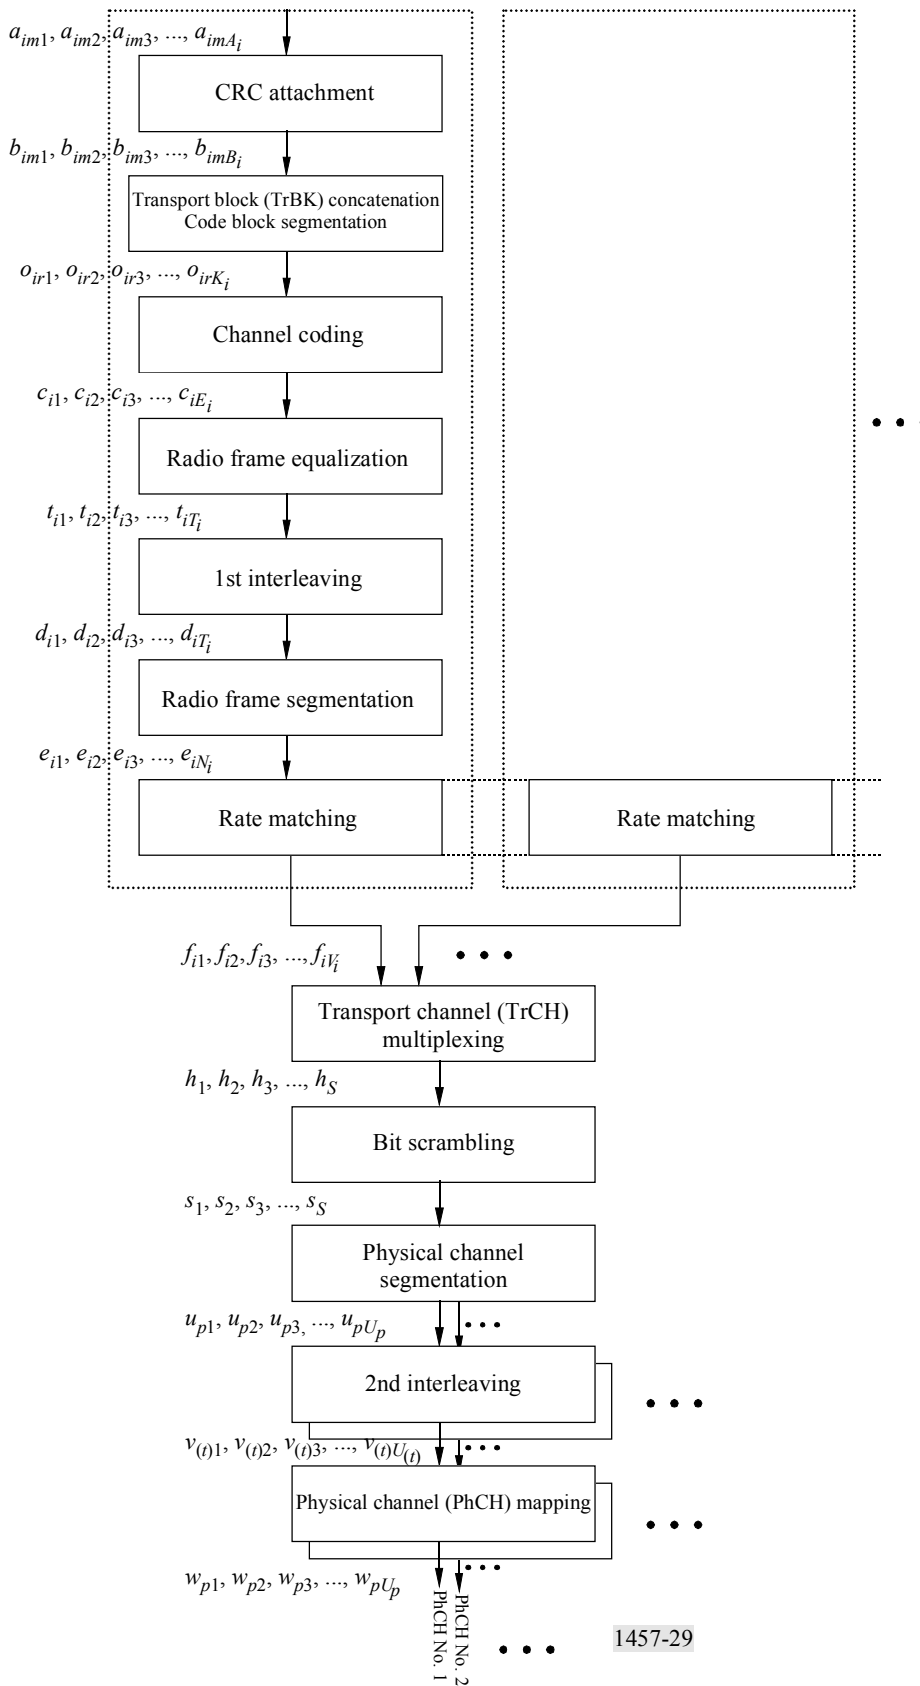 a_im1, a_im2, a_im3, ..., a_imA_i
CRC attachment
b_im1, b_im2, b_im3, ..., b_imB_i
Transport block (TrBK) concatenation
Code block segmentation
o_ir1, o_ir2, o_ir3, ..., o_irK_i
Channel coding
c_i1, c_i2, c_i3, ..., c_iE_i
Radio frame equalization
t_i1, t_i2, t_i3, ..., t_iT_i
1st interleaving
d_i1, d_i2, d_i3, ..., d_iT_i
Radio frame segmentation
e_i1, e_i2, e_i3, ..., e_iN_i
Rate matching
Rate matching
f_i1, f_i2, f_i3, ..., f_iV_i
Transport channel (TrCH)
multiplexing
h_1, h_2, h_3, ..., h_S
Bit scrambling
s_1, s_2, s_3, ..., s_S
Physical channel
segmentation
u_p1, u_p2, u_p3, ..., u_pU_p
2nd interleaving
v_(t)1, v_(t)2, v_(t)3, ..., v_(t)U_(t)
Physical channel (PhCH) mapping
w_p1, w_p2, w_p3, ..., w_pU_p
PhCH No. 1
PhCH No. 2
1457-29